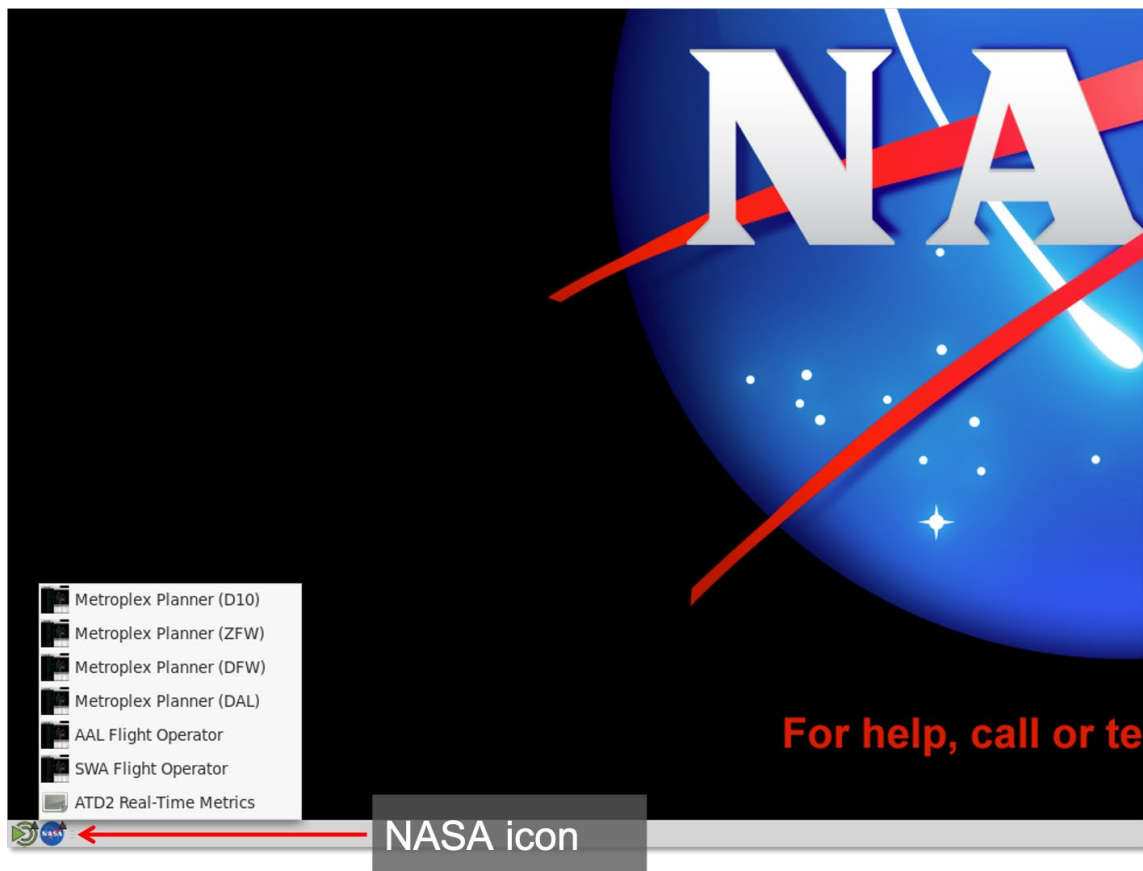 NA
Metroplex Planner (D10)
Metroplex Planner (ZFW)
Metroplex Planner (DFW)
Metroplex Planner (DAL)
AAL Flight Operator
SWA Flight Operator
ATD2 Real-Time Metrics
For help, call or te
NASA
NASA icon